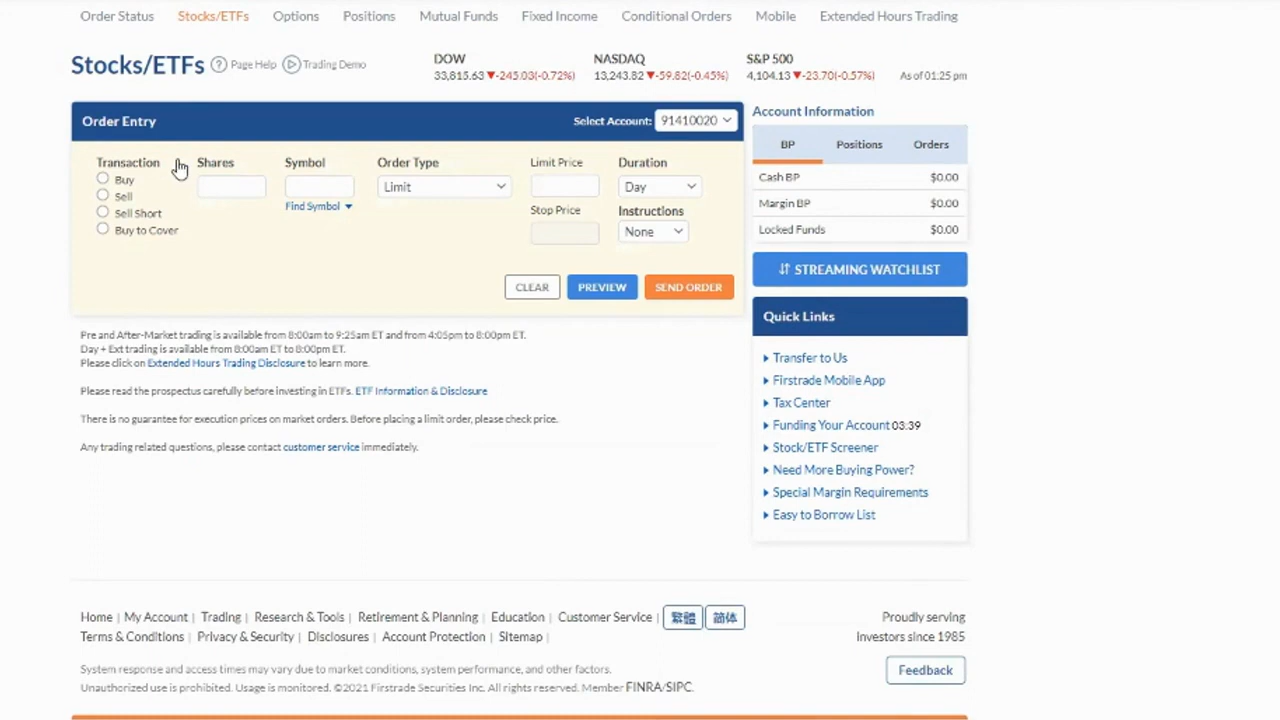 Order Status Stocks/ETFs Options Positions Mutual Funds Fixed Income Conditional Orders Mobile Extended Hours Trading
Stocks/ETFs ? Page Help Trading Demo
DOW NASDAQ S&P 500
33,815.63 ▼-245.03(-0.72%) 13,243.82 ▼-59.82(-0.45%) 4,104.13 ▼-23.70(-0.57%) As of 01:25 pm
Order Entry Select Account: 91410020
Transaction Shares Symbol Order Type Limit Price Duration
Buy Limit Day
Sell
Find Symbol Stop Price Instructions
Sell Short
Buy to Cover None
CLEAR PREVIEW SEND ORDER
Pre and After-Market trading is available from 8:00am to 9:25am ET and from 4:05pm to 8:00pm ET.
Day + Ext trading is available from 8:00am ET to 8:00pm ET.
Please click on Extended Hours Trading Disclosure to learn more.
Please read the prospectus carefully before investing in ETFs. ETF Information & Disclosure
There is no guarantee for execution prices on market orders. Before placing a limit order, please check price.
Any trading related questions, please contact customer service immediately.
Account Information
BP Positions Orders
Cash BP $0.00
Margin BP $0.00
Locked Funds $0.00
STREAMING WATCHLIST
Quick Links
Transfer to Us
Firstrade Mobile App
Tax Center
Funding Your Account 03:39
Stock/ETF Screener
Need More Buying Power?
Special Margin Requirements
Easy to Borrow List
Home | My Account | Trading | Research & Tools | Retirement & Planning | Education | Customer Service | 繁體 简体
Terms & Conditions | Privacy & Security | Disclosures | Account Protection | Sitemap |
Proudly serving
investors since 1985
System response and access times may vary due to market conditions, system performance, and other factors.
Unauthorized use is prohibited. Usage is monitored. ©2021 Firstrade Securities Inc. All rights reserved. Member FINRA/SIPC.
Feedback